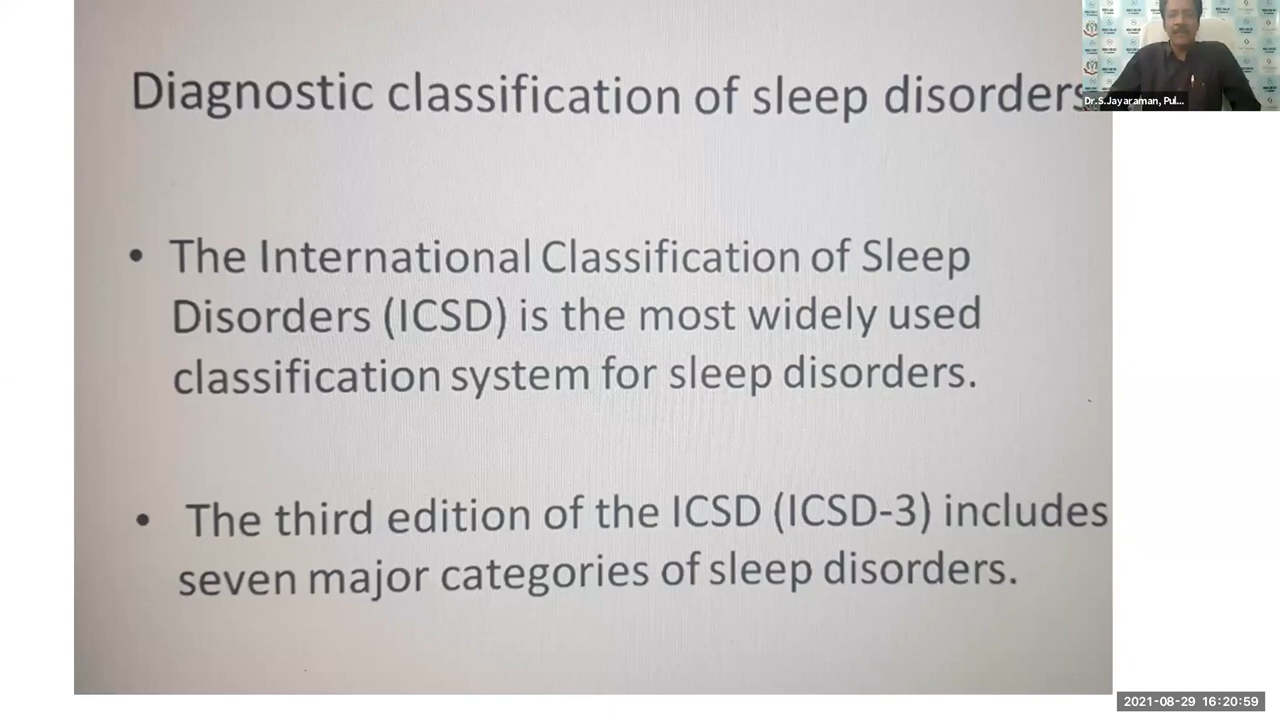 Diagnostic classification of sleep disorders
• The International Classification of Sleep
Disorders (ICSD) is the most widely used
classification system for sleep disorders.
• The third edition of the ICSD (ICSD-3) includes
seven major categories of sleep disorders.
Dr.S.Jayaraman, Pul...
2021-08-29 16:20:59